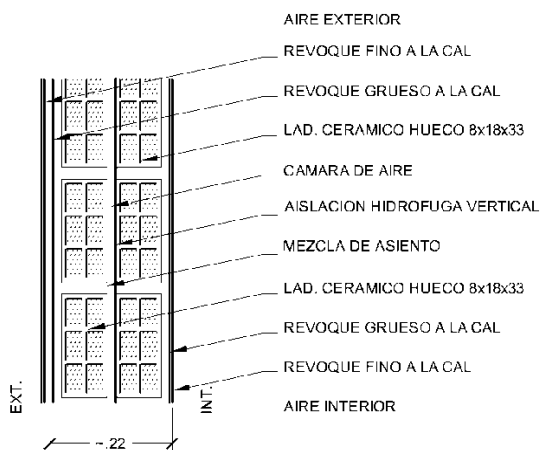 AIRE EXTERIOR
REVOQUE FINO A LA CAL
REVOQUE GRUESO A LA CAL
LAD. CERAMICO HUECO 8x18x33
CAMARA DE AIRE
AISLACION HIDROFUGA VERTICAL
MEZCLA DE ASIENTO
LAD. CERAMICO HUECO 8x18x33
REVOQUE GRUESO A LA CAL
REVOQUE FINO A LA CAL
AIRE INTERIOR
EXT.
INT.
~.22